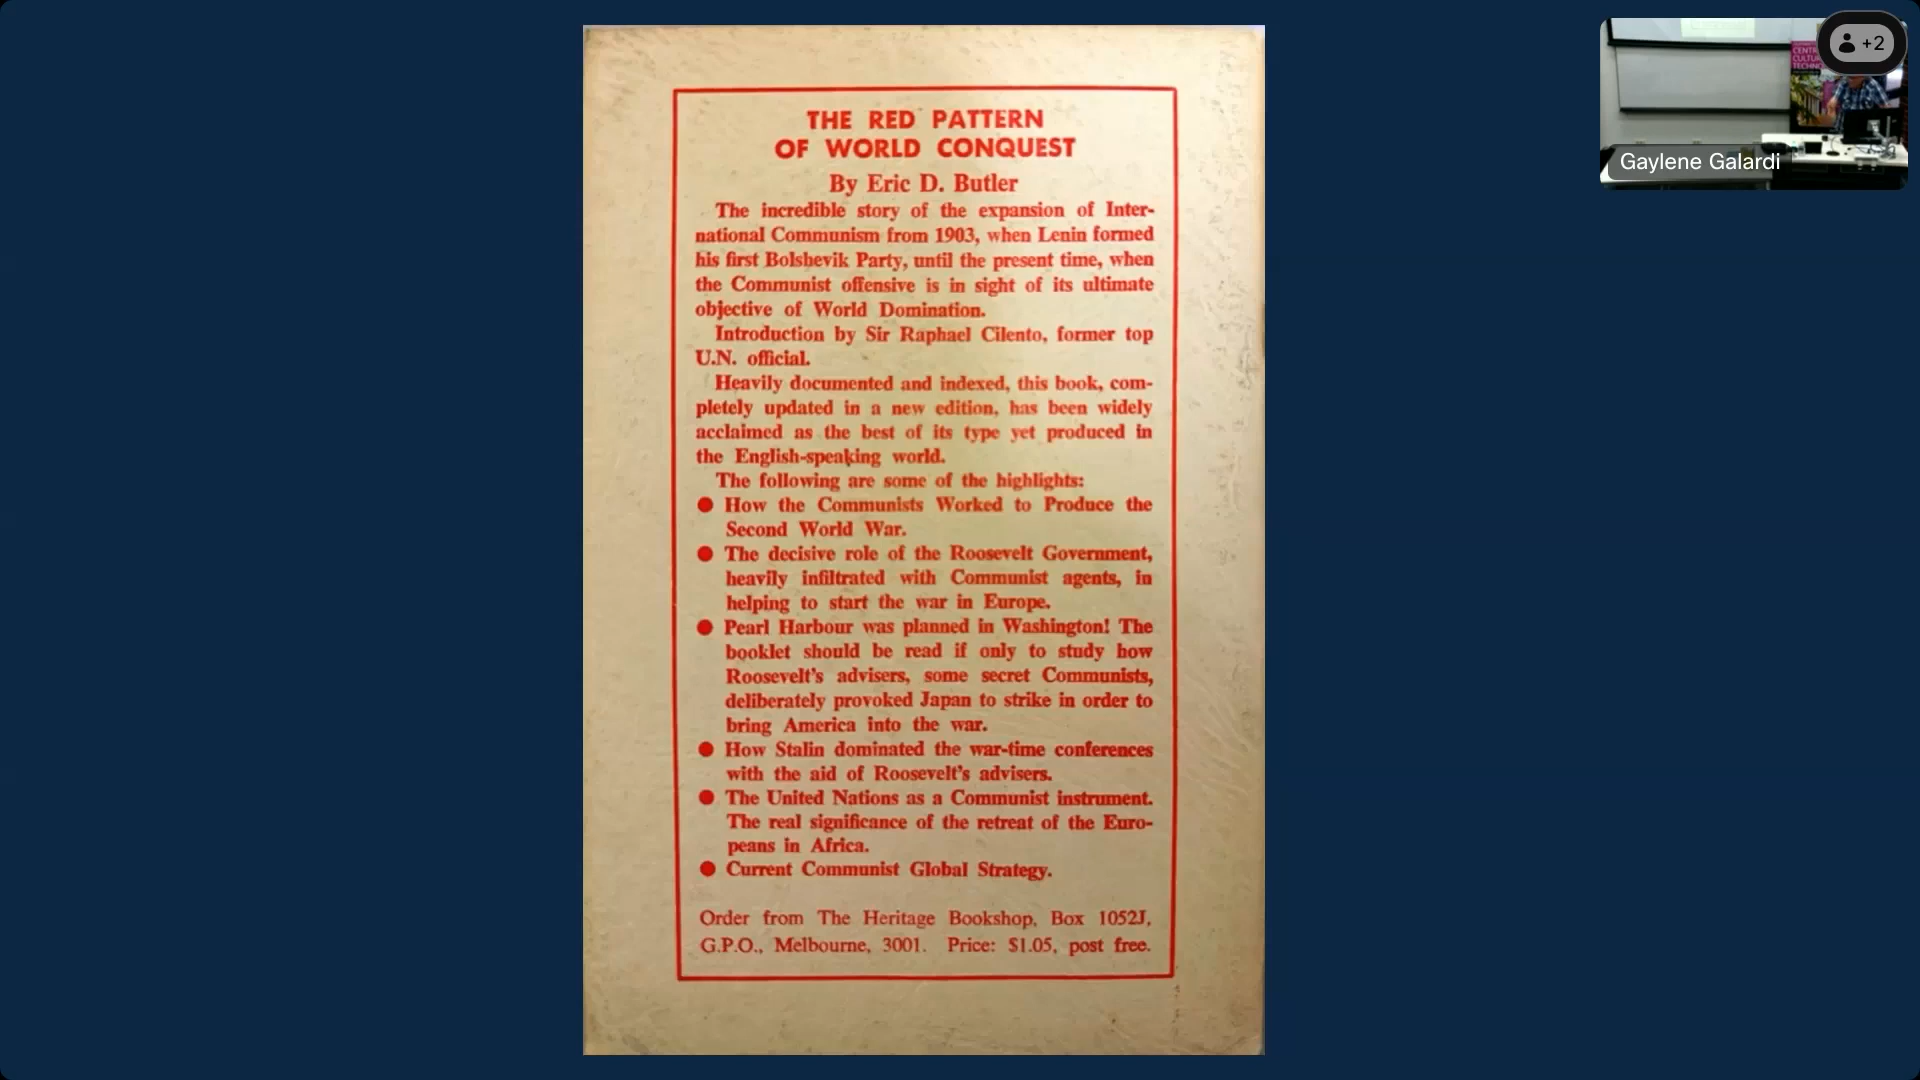 THE RED PATTERN
OF WORLD CONQUEST
By Eric D. Butler
The incredible story of the expansion of Inter-
national Communism from 1903, when Lenin formed
his first Bolshevik Party, until the present time, when
the Communist offensive is in sight of its ultimate
objective of World Domination.
Introduction by Sir Raphael Cilento, former top
U.N. official.
Heavily documented and indexed, this book, com-
pletely updated in a new edition, has been widely
acclaimed as the best of its type yet produced in
the English-speaking world.
The following are some of the highlights:
● How the Communists Worked to Produce the
Second World War.
● The decisive role of the Roosevelt Government,
heavily infiltrated with Communist agents, in
helping to start the war in Europe.
● Pearl Harbour was planned in Washington! The
booklet should be read if only to study how
Roosevelt's advisers, some secret Communists,
deliberately provoked Japan to strike in order to
bring America into the war.
● How Stalin dominated the war-time conferences
with the aid of Roosevelt's advisers.
● The United Nations as a Communist instrument.
The real significance of the retreat of the Euro-
peans in Africa.
● Current Communist Global Strategy.
Order from The Heritage Bookshop, Box 1052J,
G.P.O., Melbourne, 3001. Price: $1.05, post free.
+2
Gaylene Galardi